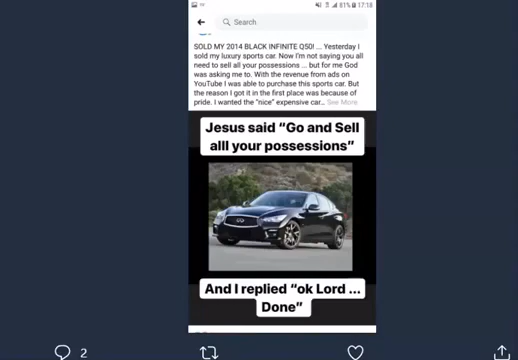 81% 17:18
Search
SOLD MY 2014 BLACK INFINITE Q50! ... Yesterday I
sold my luxury sports car. Now I'm not saying you all
need to sell all your possessions ... but for me God
was asking me to. With the revenue from ads on
YouTube I was able to purchase this sports car. But
the reason I got it in the first place was because of
pride. I wanted the "nice" expensive car... See More
Jesus said "Go and Sell
alll your possessions"
And I replied "ok Lord ...
Done"
2